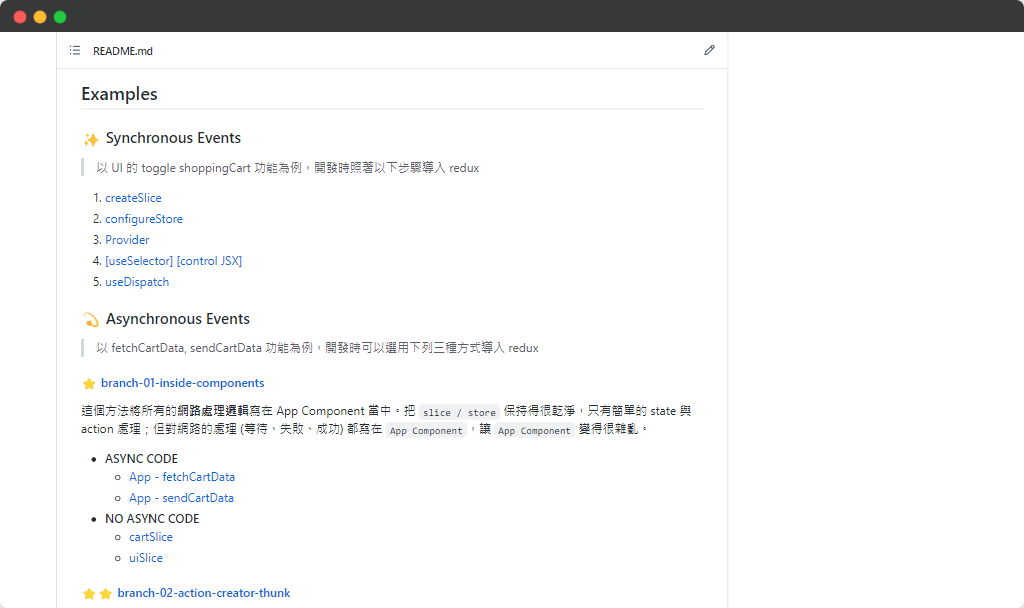 README.md
Examples
✨ Synchronous Events
以 UI 的 toggle shoppingCart 功能為例，開發時照著以下步驟導入 redux
1. createSlice
2. configureStore
3. Provider
4. [useSelector] [control JSX]
5. useDispatch
💫 Asynchronous Events
以 fetchCartData, sendCartData 功能為例，開發時可以選用下列三種方式導入 redux
⭐ branch-01-inside-components
這個方法將所有的網路處理邏輯寫在 App Component 當中。把 slice / store 保持得很乾淨，只有簡單的 state 與
action 處理；但對網路的處理 (等待、失敗、成功) 都寫在 App Component，讓 App Component 變得很雜亂。
• ASYNC CODE
◦ App - fetchCartData
◦ App - sendCartData
• NO ASYNC CODE
◦ cartSlice
◦ uiSlice
⭐⭐ branch-02-action-creator-thunk